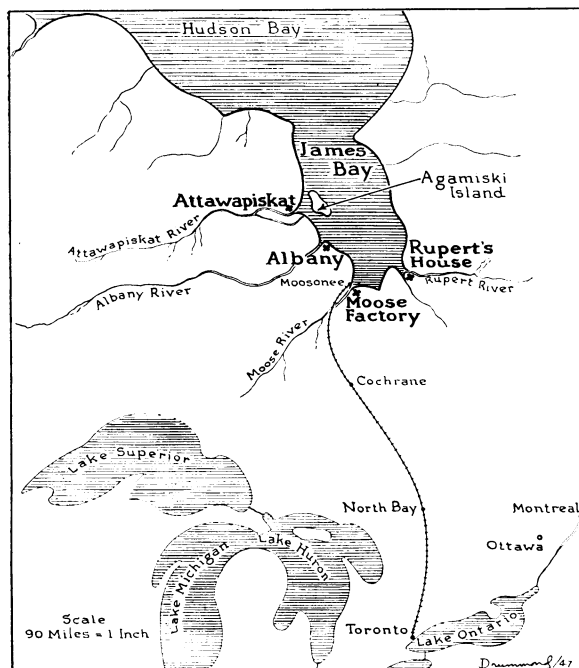 Hudson Bay
James
Bay
Agamiski
Island
Attawapiskat
Attawapiskat River
Albany
Rupert's
House
Rupert River
Albany River
Moosonee
Moose
Factory
Moose River
Cochrane
Lake Superior
North Bay
Montreal
Ottawa
Lake Michigan
Lake Huron
Scale
90 Miles = 1 Inch
Toronto
Lake Ontario
Drummond/41